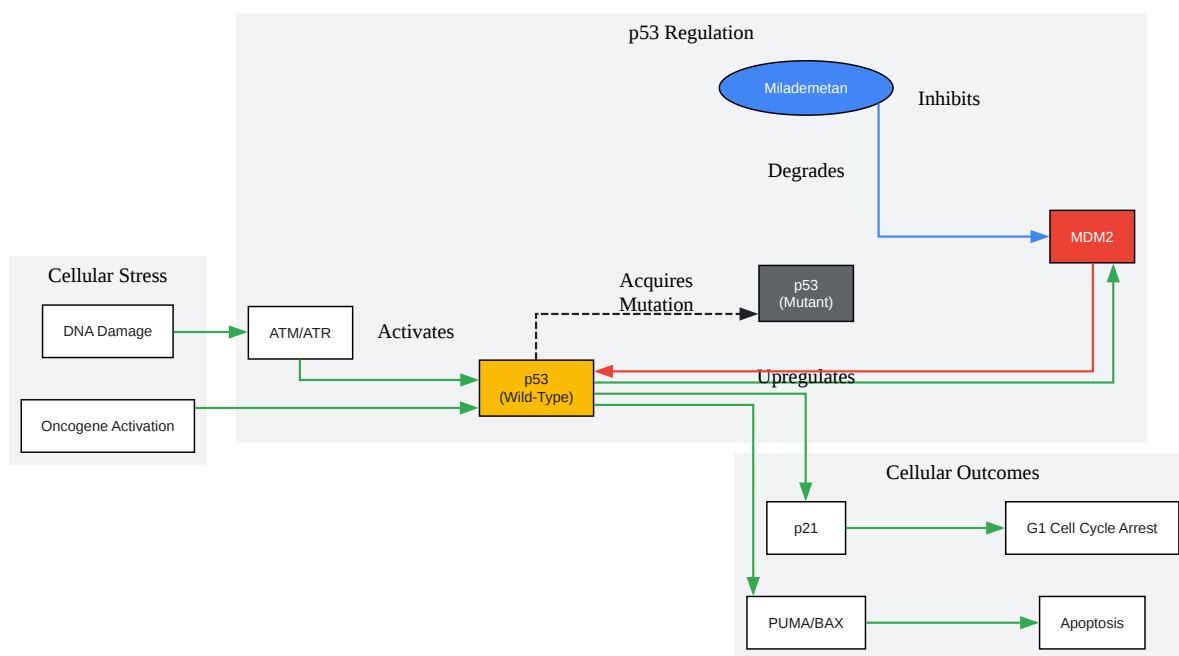 p53 Regulation
Milademetan
Inhibits
Degrades
MDM2
Cellular Stress
Acquires
Mutation
p53
(Mutant)
DNA Damage
ATM/ATR
Activates
p53
(Wild-Type)
Upregulates
Oncogene Activation
Cellular Outcomes
p21
G1 Cell Cycle Arrest
PUMA/BAX
Apoptosis